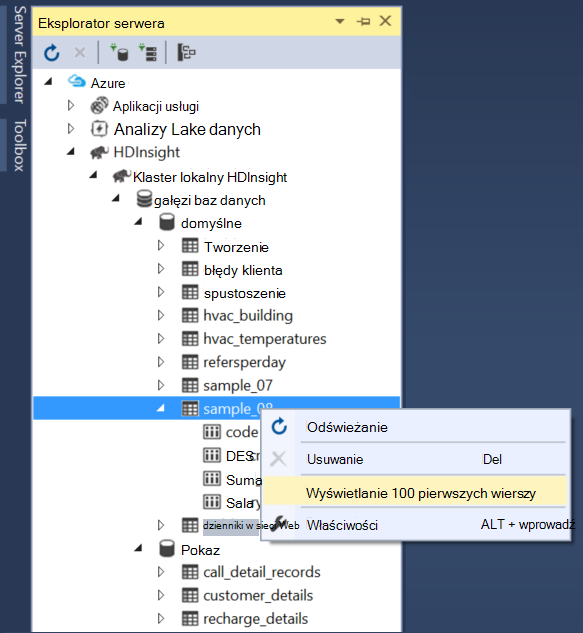 Server Explorer
Toolbox
Eksplorator serwera
Azure
Aplikacji usługi
Analizy Lake danych
HDInsight
Klaster lokalny HDInsight
gałęzi baz danych
domyślne
Tworzenie
błędy klienta
spustoszenie
hvac_building
hvac_temperatures
refersperday
sample_07
sample_08
code
DES
Suma
Sala
dzienniki w sieci Web
Odświeżanie
Usuwanie Del
Wyświetlanie 100 pierwszych wierszy
Właściwości ALT + wprowadź
Pokaz
call_detail_records
customer_details
recharge_details